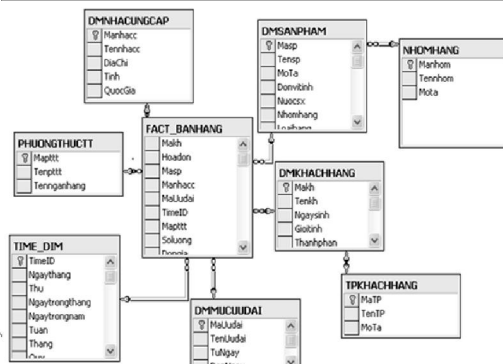 DMNHACUNGCAP
Manhacc
Tennhacc
DiaChi
Tinh
QuocGia
DMSANPHAM
Masp
Tensp
MoTa
Donvitinh
Nuocsx
Nhomhang
Loaihang
NHOMHANG
Manhom
Tennhom
Mota
PHUONGTHUCTT
Mapttt
Tenpttt
Tennganhang
FACT_BANHANG
Makh
Hoadon
Masp
Manhacc
MaUudai
TimeID
Mapttt
Soluong
Dongia
DMKHACHHANG
Makh
Tenkh
Ngaysinh
Gioitinh
Thanhphan
TIME_DIM
TimeID
Ngaythang
Thu
Ngaytrongthang
Ngaytrongnam
Tuan
Thang
Quy
DMMUCUUDAI
MaUudai
TenUudai
TuNgay
TPKHACHHANG
MaTP
TenTP
MoTa